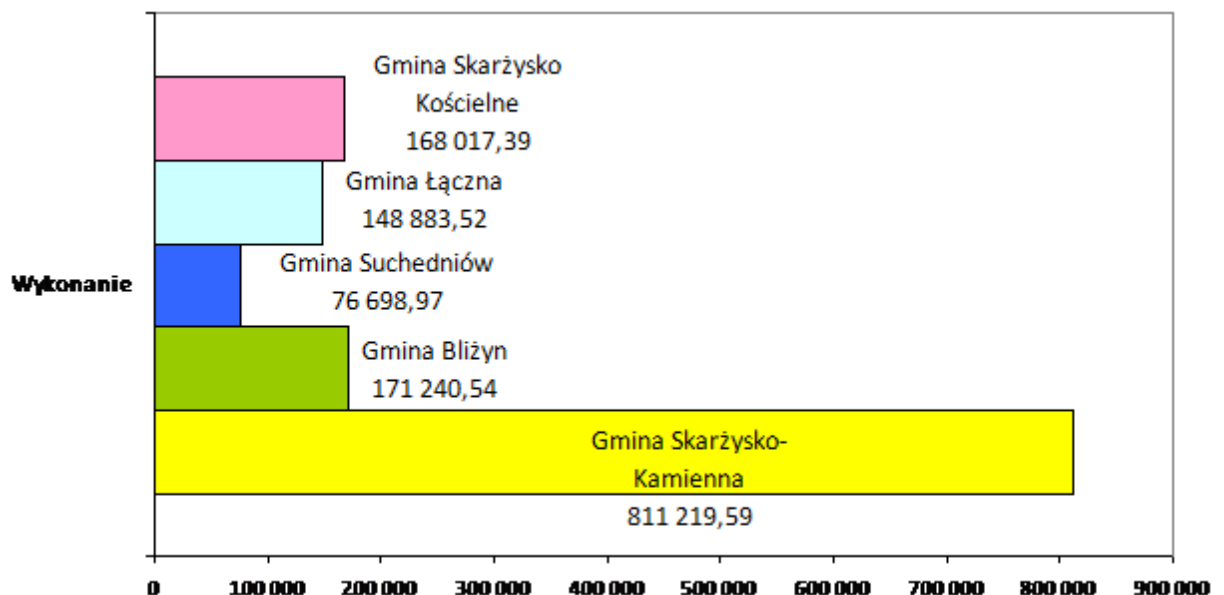 Gmina Skarżysko
Kościelne
168 017,39
Gmina Łączna
148 883,52
Wykonanie
Gmina Suchedniów
76 698,97
Gmina Bliżyn
171 240,54
Gmina Skarżysko-
Kamienna
811 219,59
0 100 000 200 000 300 000 400 000 500 000 600 000 700 000 800 000 900 000